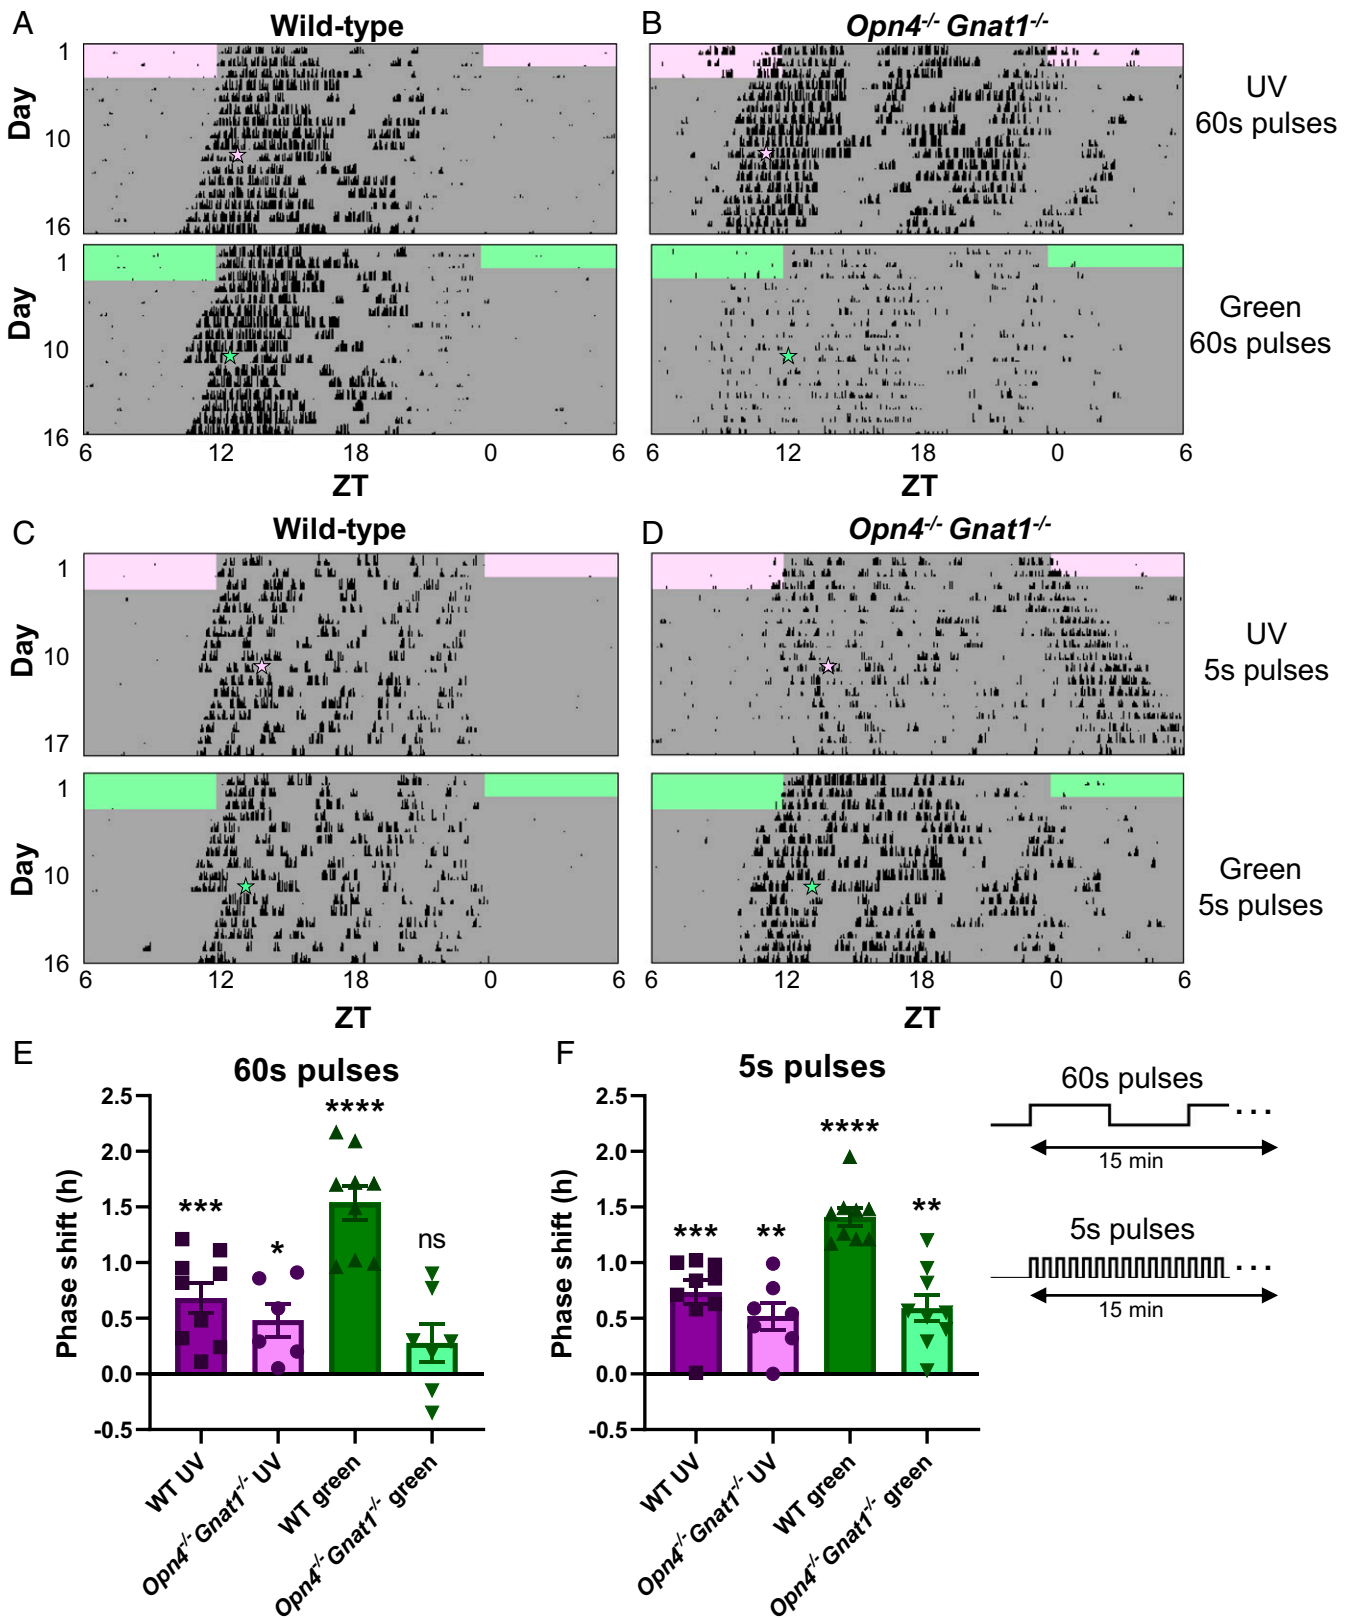 A
Wild-type
B
Opn4-/- Gnat1-/-
Day
1
10
16
UV
60s pulses
Day
1
10
16
Green
60s pulses
6 12 18 0 6
6 12 18 0 6
ZT
ZT
C
Wild-type
D
Opn4-/- Gnat1-/-
Day
1
10
17
UV
5s pulses
Day
1
10
16
Green
5s pulses
6 12 18 0 6
6 12 18 0 6
ZT
ZT
E
60s pulses
Phase shift (h)
2.5
2.0
1.5
1.0
0.5
0.0
-0.5
***
*
****
ns
WT UV
Opn4-/- Gnat1-/- UV
WT green
Opn4-/- Gnat1-/- green
F
5s pulses
Phase shift (h)
2.5
2.0
1.5
1.0
0.5
0.0
-0.5
***
**
****
**
WT UV
Opn4-/- Gnat1-/- UV
WT green
Opn4-/- Gnat1-/- green
60s pulses
...
15 min
5s pulses
...
15 min